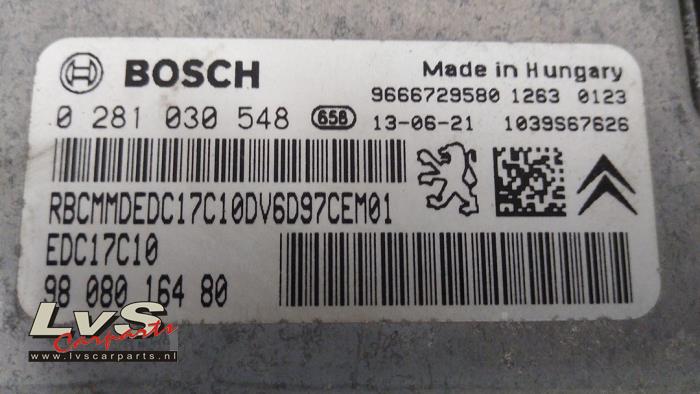 BOSCH
Made in Hungary
9666729580 1263 0123
0 281 030 548 658 13-06-21 1039S67626
RBCMMDEDC17C10DV6D97CEM01
EDC17C10
98 080 164 80
LvS
Carparts
www.lvscarparts.nl